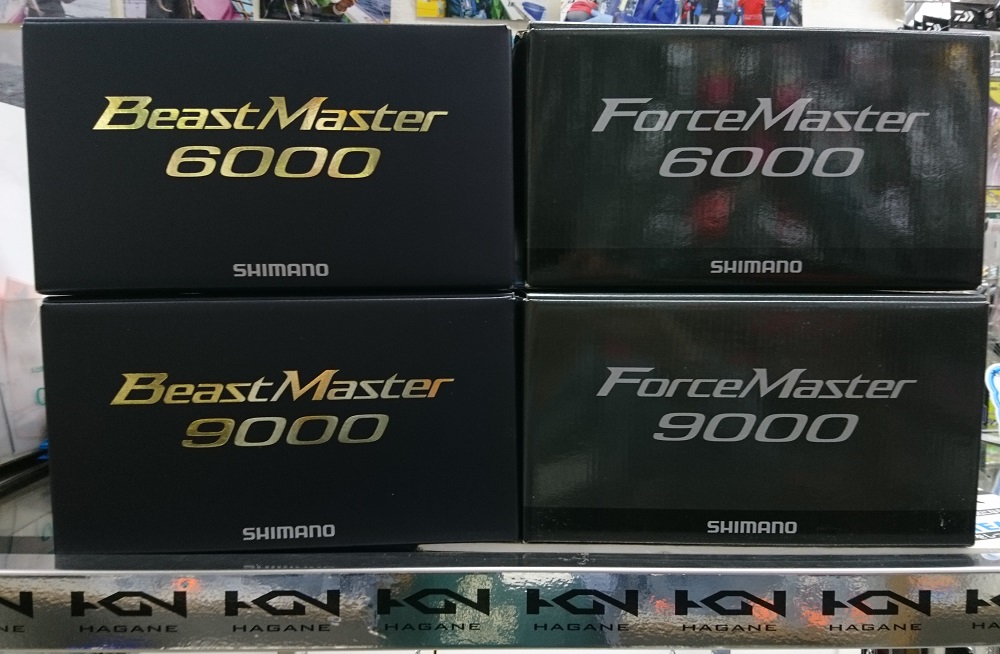 BeastMaster
6000
SHIMANO
ForceMaster
6000
SHIMANO
BeastMaster
9000
SHIMANO
ForceMaster
9000
SHIMANO
HAGANE
HAGANE
HAGANE
HAGANE
HAGANE
HAGANE